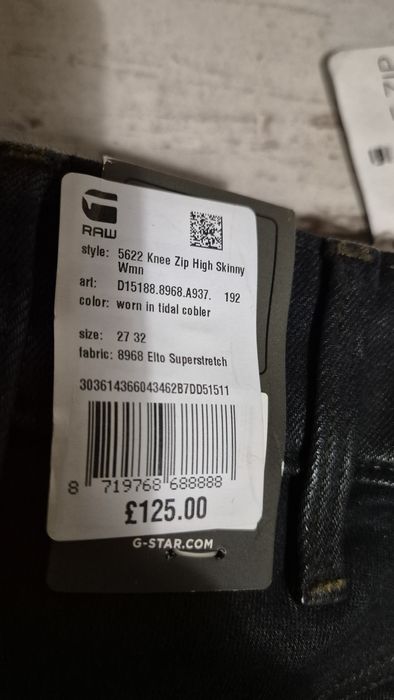 ZIP
RAW
style: 5622 Knee Zip High Skinny
Wmn
art: D15188.8968.A937. 192
color: worn in tidal cobler
size: 27 32
fabric: 8968 Elto Superstretch
303614366043462B7DD51511
8 719768 688888
£125.00
G-STAR.COM